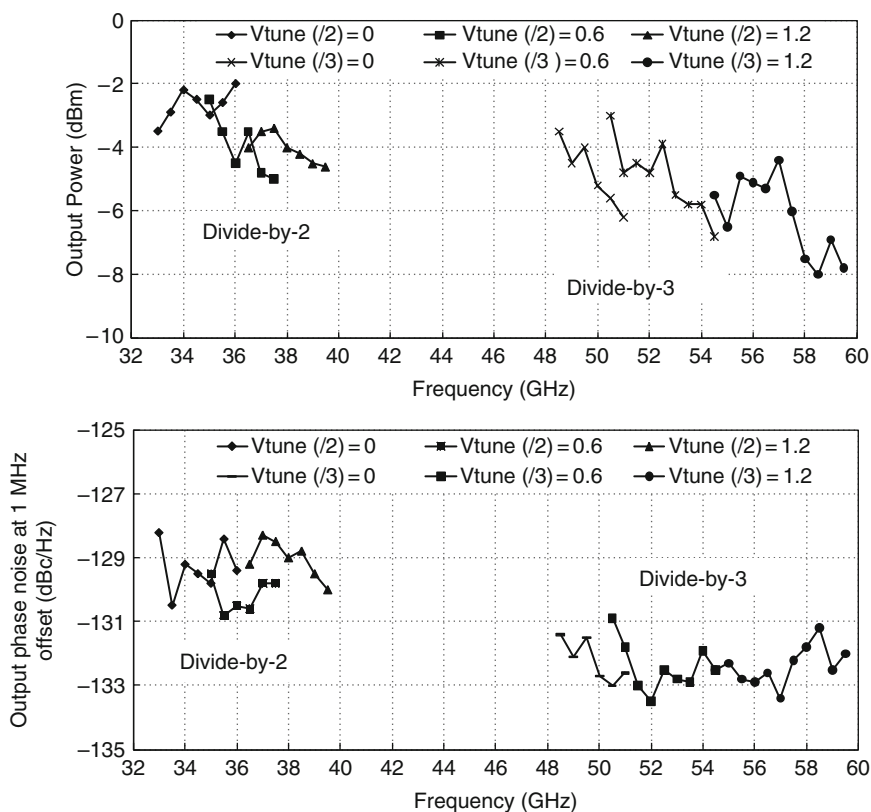 0
−2
−4
−6
−8
−10
Output Power (dBm)
Vtune (/2) = 0
Vtune (/2) = 0.6
Vtune (/2) = 1.2
Vtune (/3) = 0
Vtune (/3 ) = 0.6
Vtune (/3) = 1.2
Divide-by-2
Divide-by-3
32 34 36 38 40 42 44 46 48 50 52 54 56 58 60
Frequency (GHz)
−125
−127
−129
−131
−133
−135
Output phase noise at 1 MHz
offset (dBc/Hz)
Vtune (/2) = 0
Vtune (/2) = 0.6
Vtune (/2) = 1.2
Vtune (/3) = 0
Vtune (/3) = 0.6
Vtune (/3) = 1.2
Divide-by-3
Divide-by-2
32 34 36 38 40 42 44 46 48 50 52 54 56 58 60
Frequency (GHz)